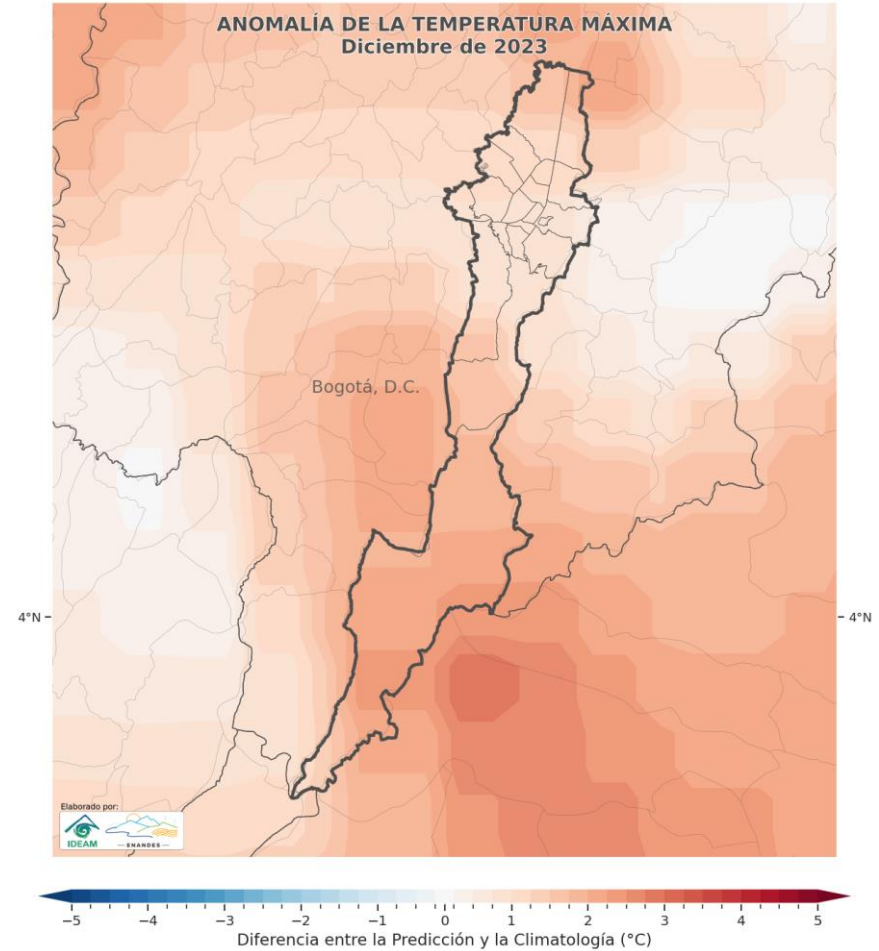 ANOMALÍA DE LA TEMPERATURA MÁXIMA
Diciembre de 2023
Bogotá, D.C.
4°N
4°N
Elaborado por:
IDEAM
ENANDES
−5 −4 −3 −2 −1 0 1 2 3 4 5
Diferencia entre la Predicción y la Climatología (°C)